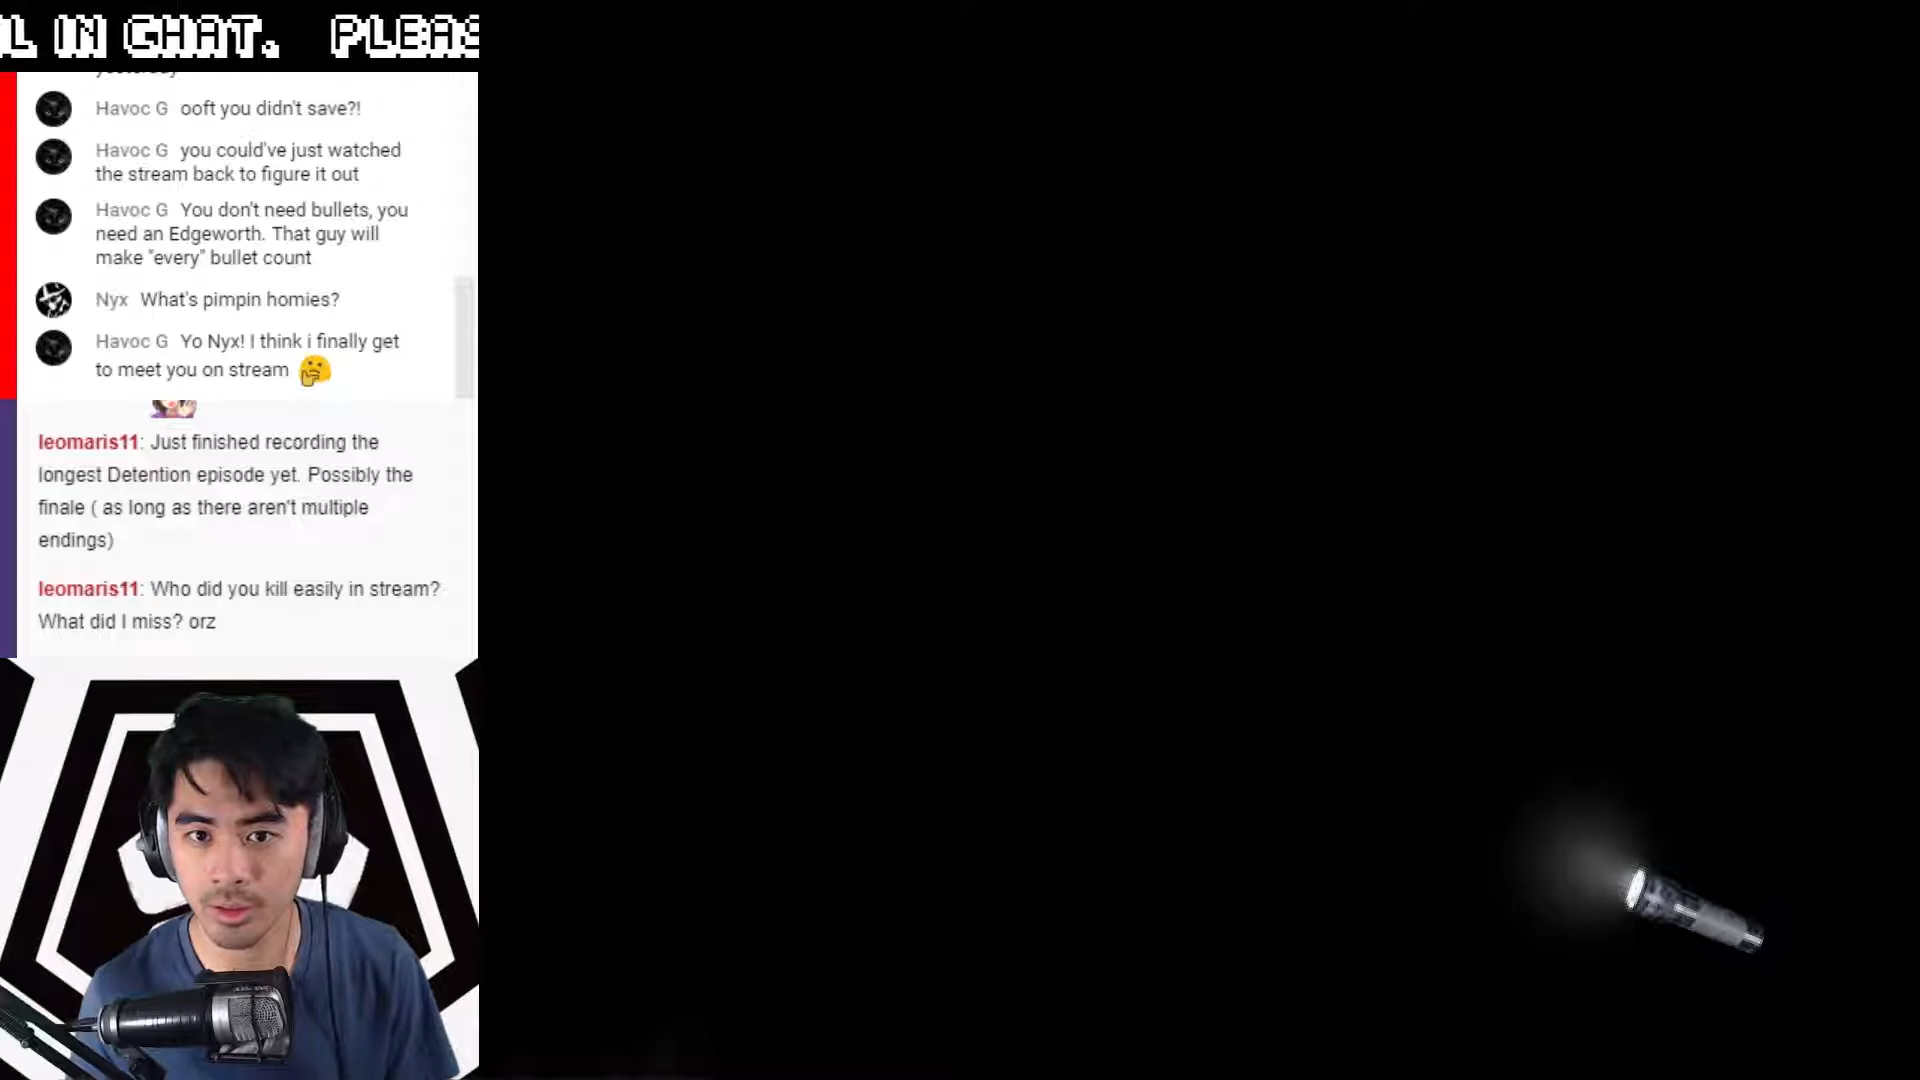 L IN CHAT. PLEAS
yesterday
Havoc G ooft you didn't save?!
Havoc G you could've just watched
the stream back to figure it out
Havoc G You don't need bullets, you
need an Edgeworth. That guy will
make "every" bullet count
Nyx What's pimpin homies?
Havoc G Yo Nyx! I think i finally get
to meet you on stream 🤔
leomaris11: Just finished recording the
longest Detention episode yet. Possibly the
finale ( as long as there aren't multiple
endings)
leomaris11: Who did you kill easily in stream?
What did I miss? orz